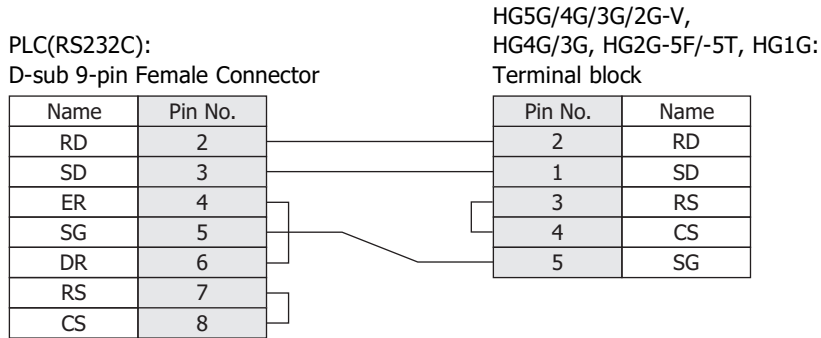 PLC(RS232C):
D-sub 9-pin Female Connector
Name Pin No.
RD 2
SD 3
ER 4
SG 5
DR 6
RS 7
CS 8
HG5G/4G/3G/2G-V,
HG4G/3G, HG2G-5F/-5T, HG1G:
Terminal block
Pin No. Name
2 RD
1 SD
3 RS
4 CS
5 SG